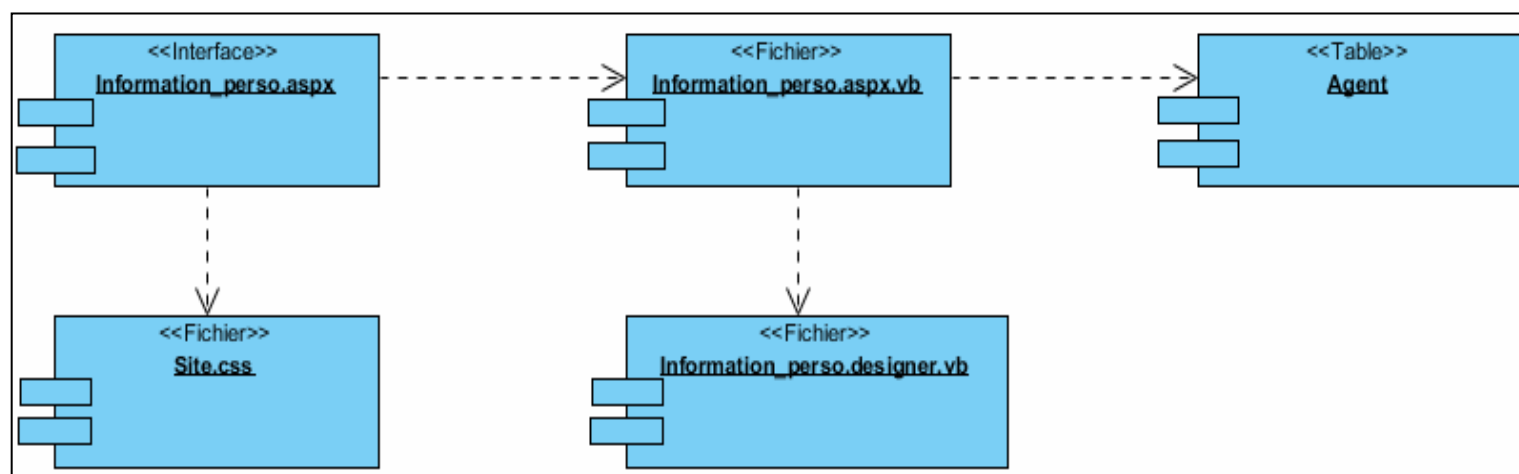 <<Interface>>
Information_perso.aspx
<<Fichier>>
Information_perso.aspx.vb
<<Table>>
Agent
<<Fichier>>
Site.css
<<Fichier>>
Information_perso.designer.vb